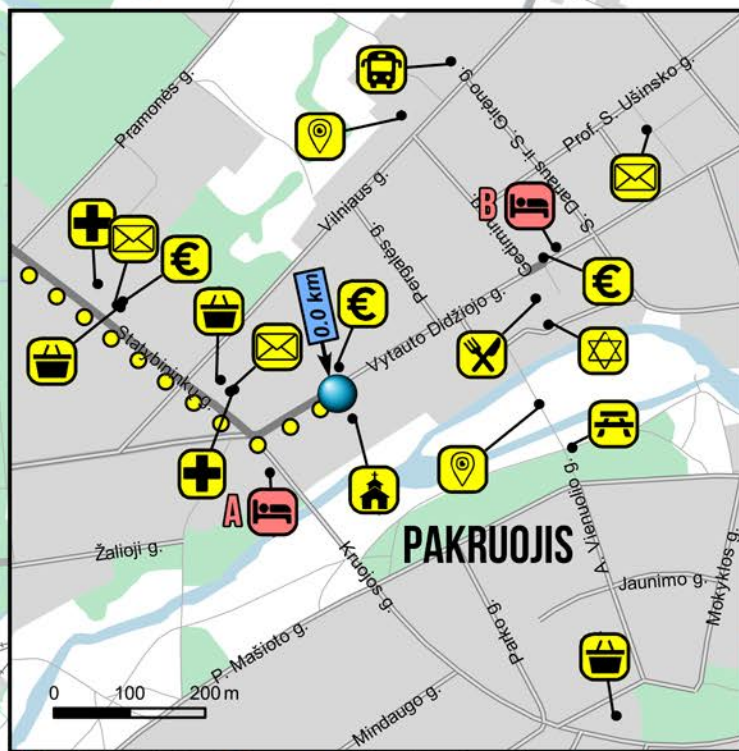 Pramonės g.
S. Dariaus ir S. Girėno g.
Prof. S. Ušinsko g.
Vilniaus g.
B
Gedimino g.
Pergalės g.
€
€
€
0.0 km
Vytauto Didžiojo g.
Statybininkų g.
A
PAKRUOJIS
A. Vienuolio g.
Žalioji g.
Kruojos g.
Jaunimo g.
Mokyklos g.
Parko g.
P. Mašioto g.
0 100 200 m
Mindaugo g.